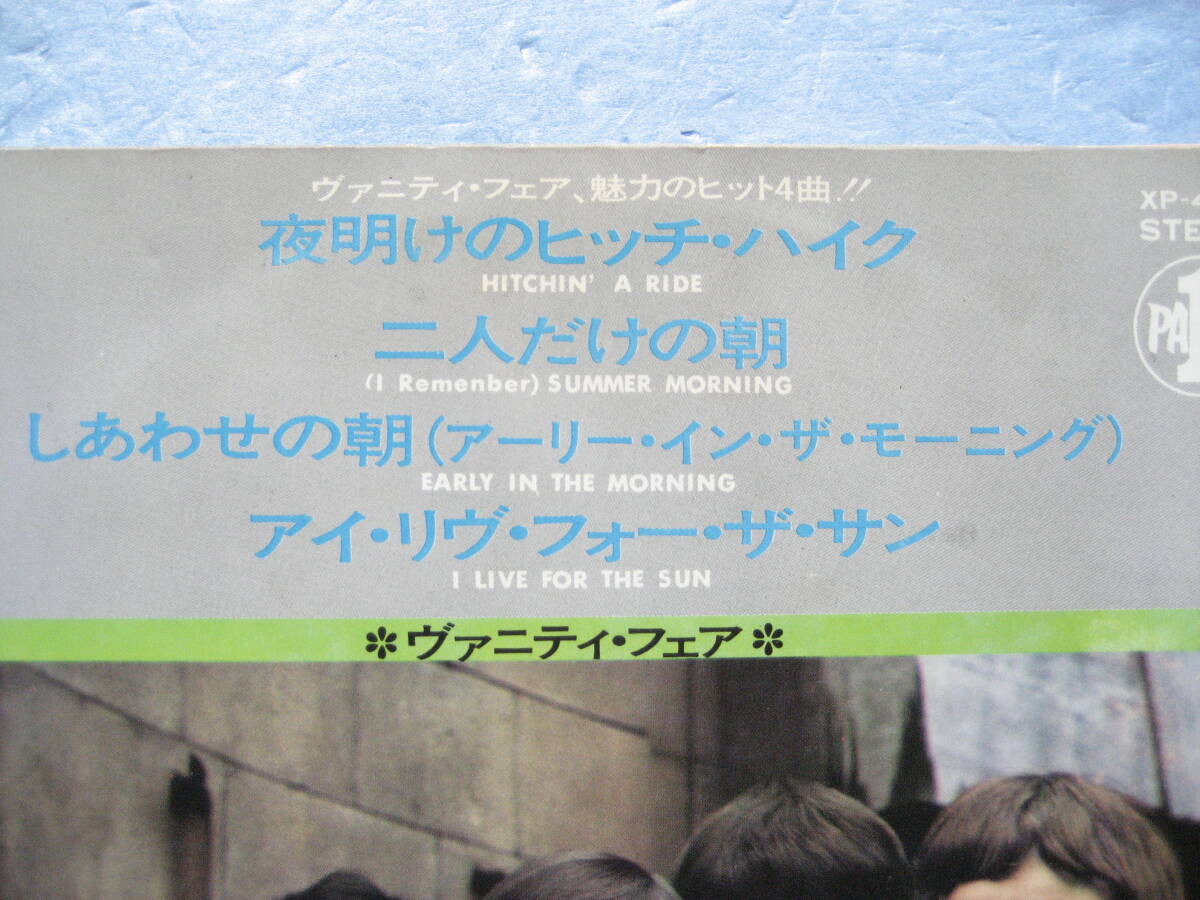 ヴァニティ・フェア、魅力のヒット4曲!!
夜明けのヒッチ・ハイク
HITCHIN' A RIDE
二人だけの朝
(I Remenber) SUMMER MORNING
しあわせの朝(アーリー・イン・ザ・モーニング)
EARLY IN THE MORNING
アイ・リヴ・フォー・ザ・サン
I LIVE FOR THE SUN
XP-
STE
PA
1
*ヴァニティ・フェア*